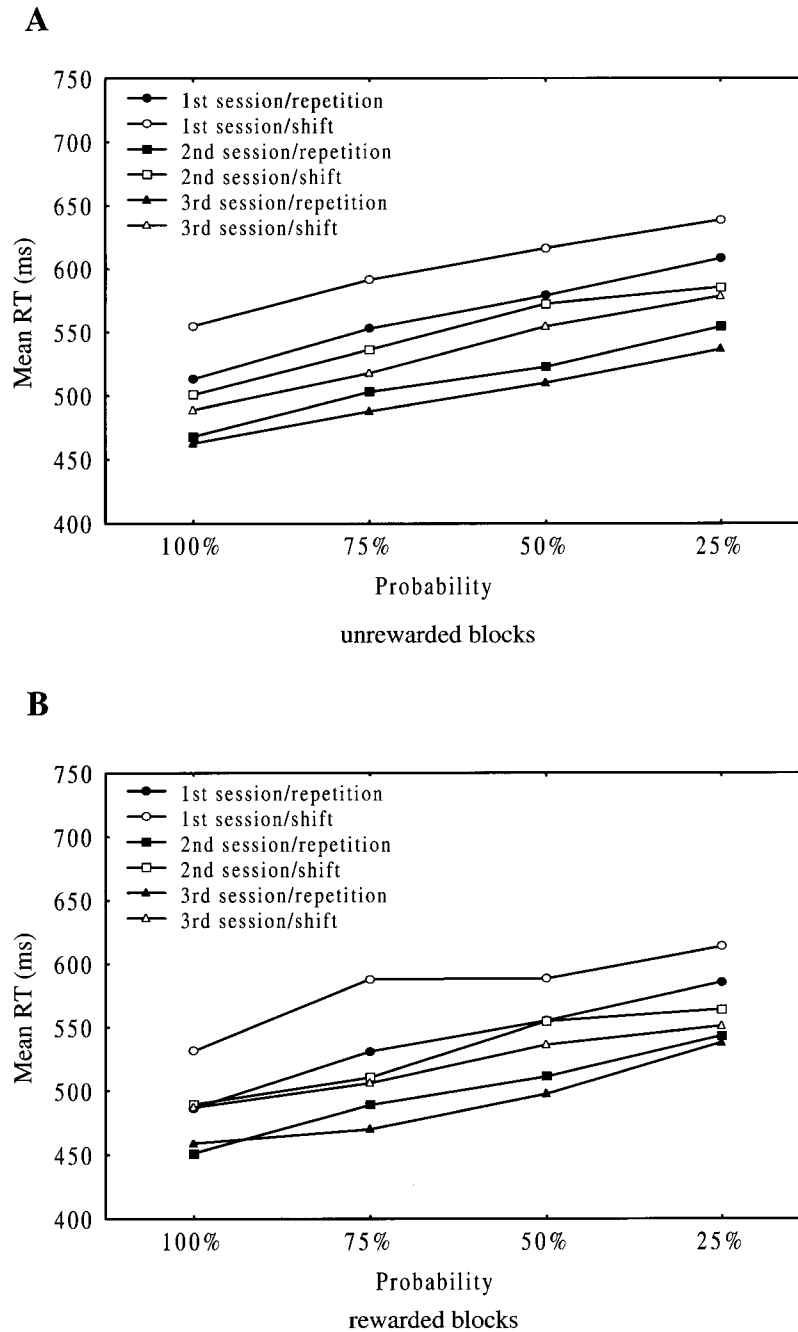 A
750
700
650
600
550
500
450
400
Mean RT (ms)
1st session/repetition
1st session/shift
2nd session/repetition
2nd session/shift
3rd session/repetition
3rd session/shift
100% 75% 50% 25%
Probability
unrewarded blocks
B
750
700
650
600
550
500
450
400
Mean RT (ms)
1st session/repetition
1st session/shift
2nd session/repetition
2nd session/shift
3rd session/repetition
3rd session/shift
100% 75% 50% 25%
Probability
rewarded blocks